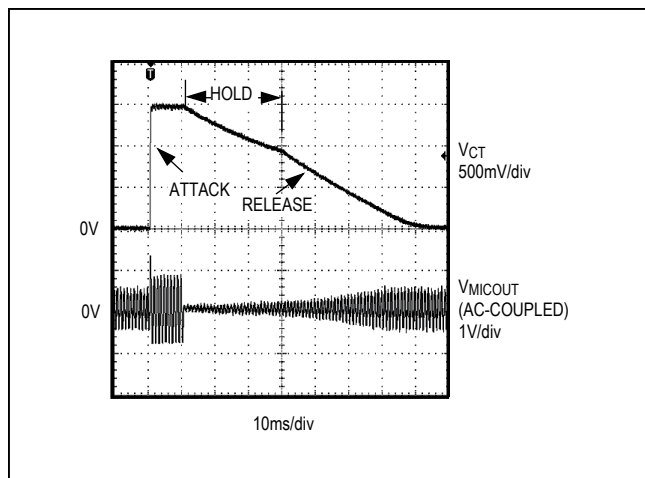 T
HOLD
VCT
500mV/div
ATTACK
RELEASE
0V
0V
VMICOUT
(AC-COUPLED)
1V/div
10ms/div